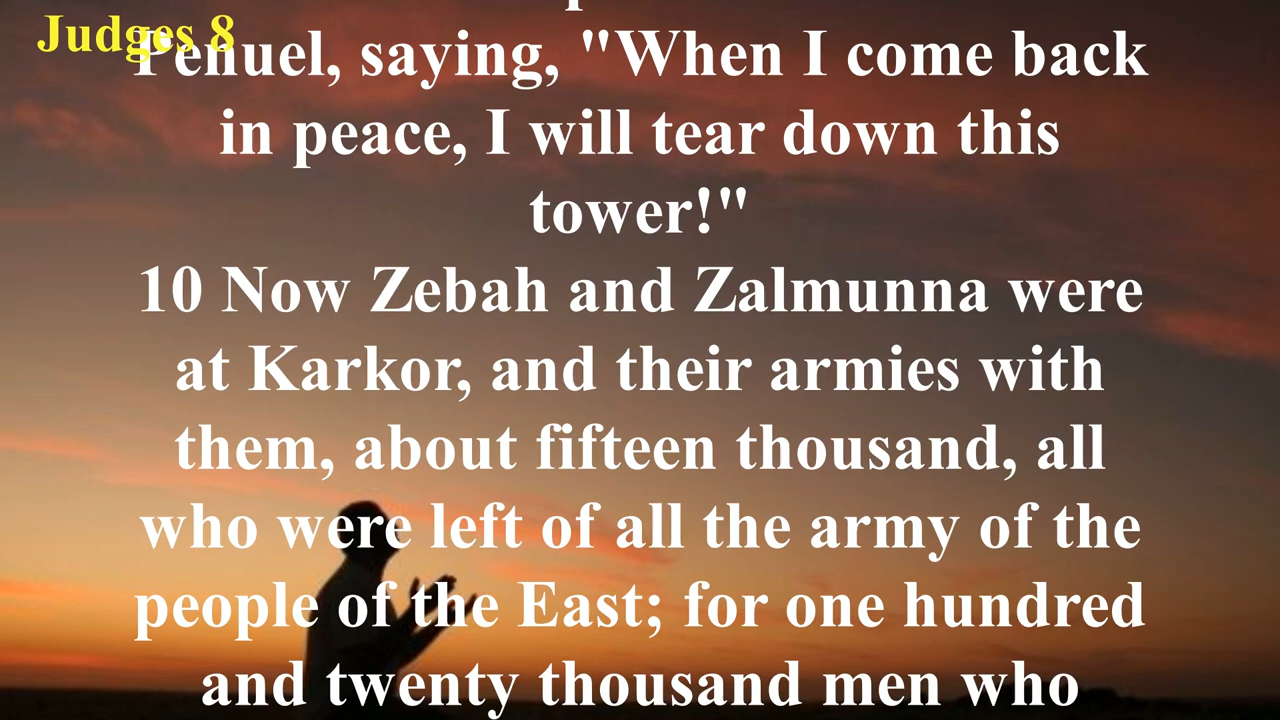 Judges 8
Penuel, saying, "When I come back
in peace, I will tear down this
tower!"
10 Now Zebah and Zalmunna were
at Karkor, and their armies with
them, about fifteen thousand, all
who were left of all the army of the
people of the East; for one hundred
and twenty thousand men who